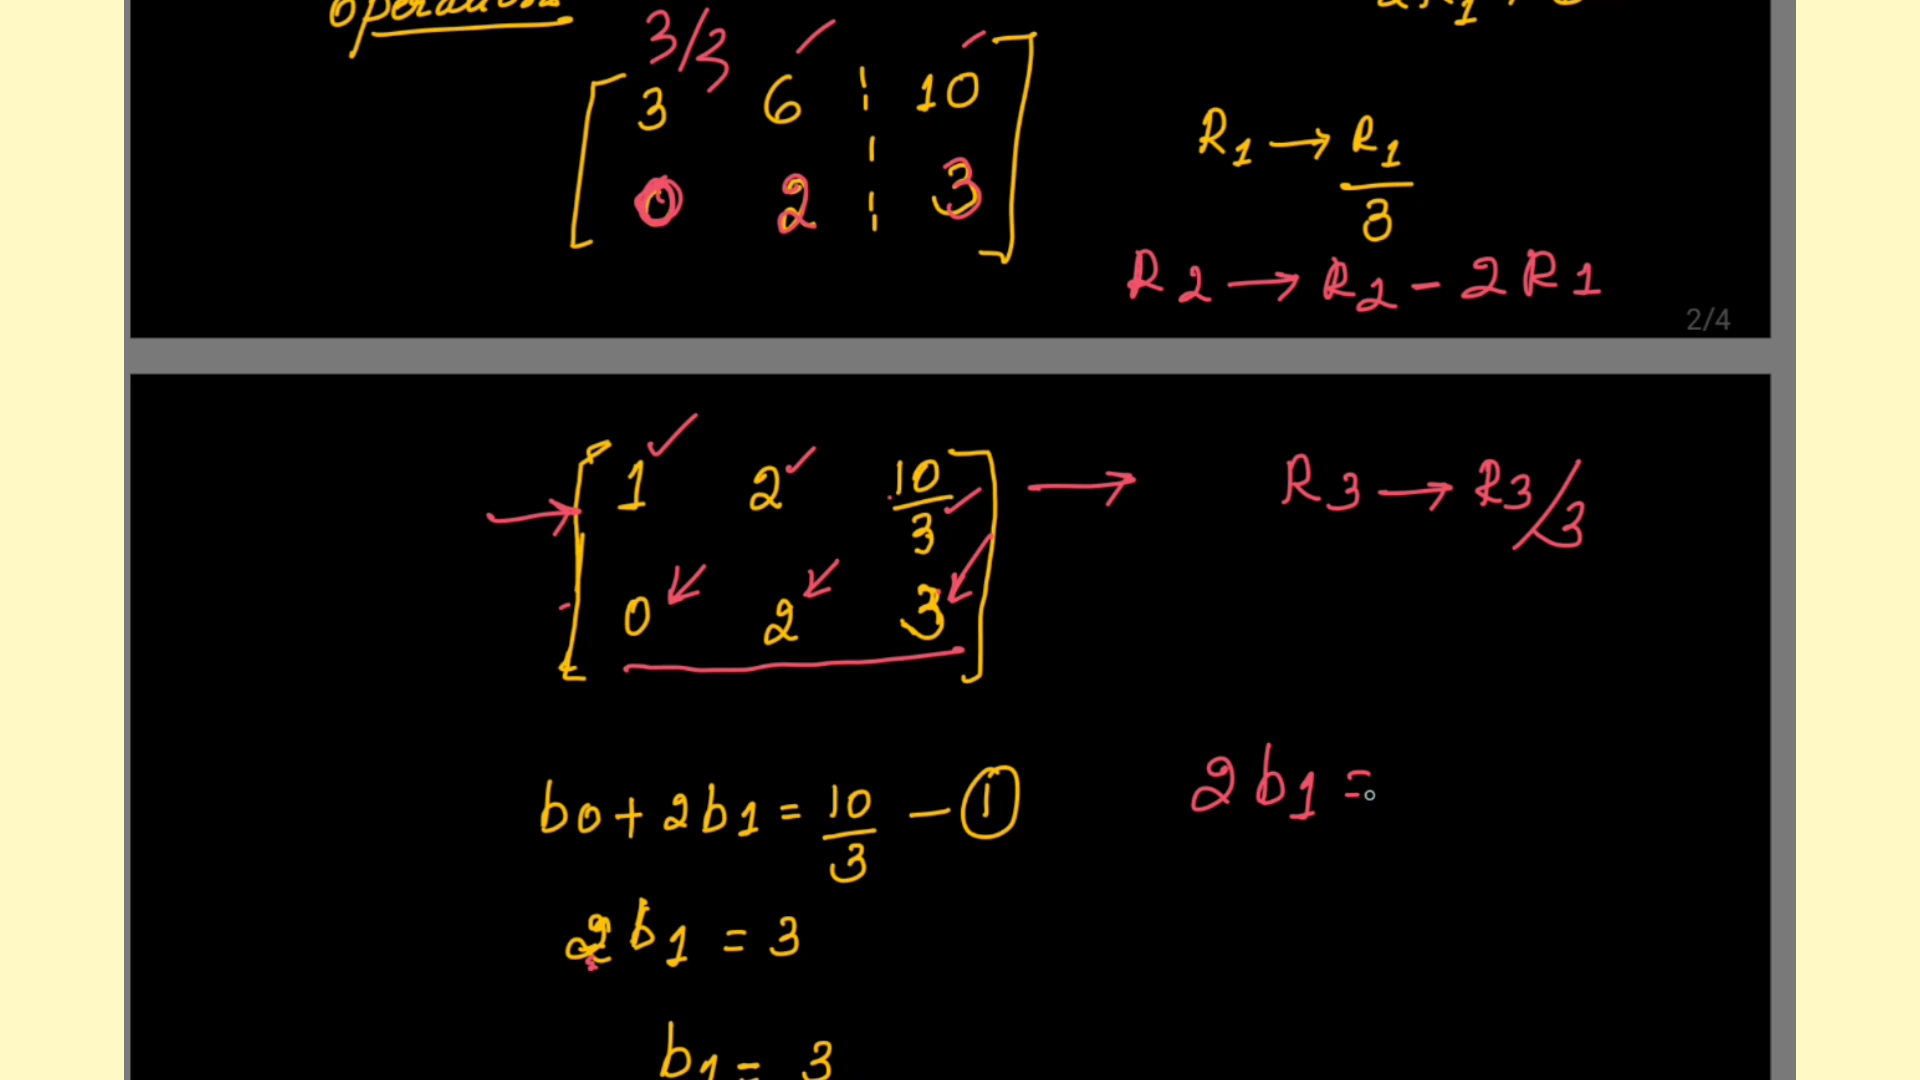 operations
3/3
3 6 10
0 2 3
R1 → R1/3
R2 → R2 - 2R1
2/4
1 2 10/3
0 2 3
R3 → R3/3
b0 + 2b1 = 10/3 - ①
2b1 =
2b1 = 3
b1 = 3